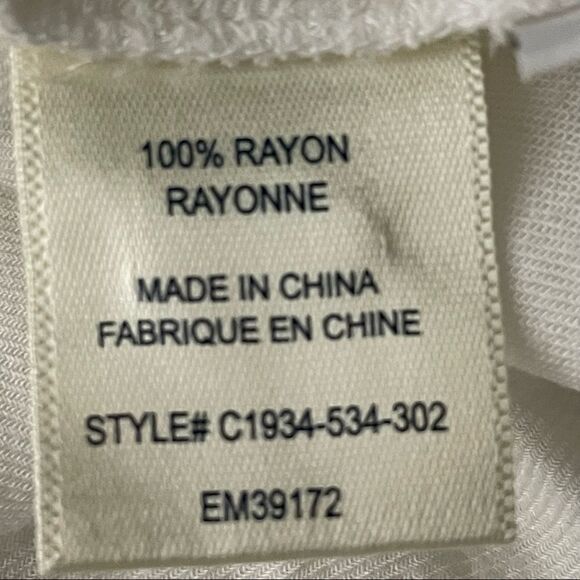 100% RAYON
RAYONNE
MADE IN CHINA
FABRIQUE EN CHINE
STYLE# C1934-534-302
EM39172